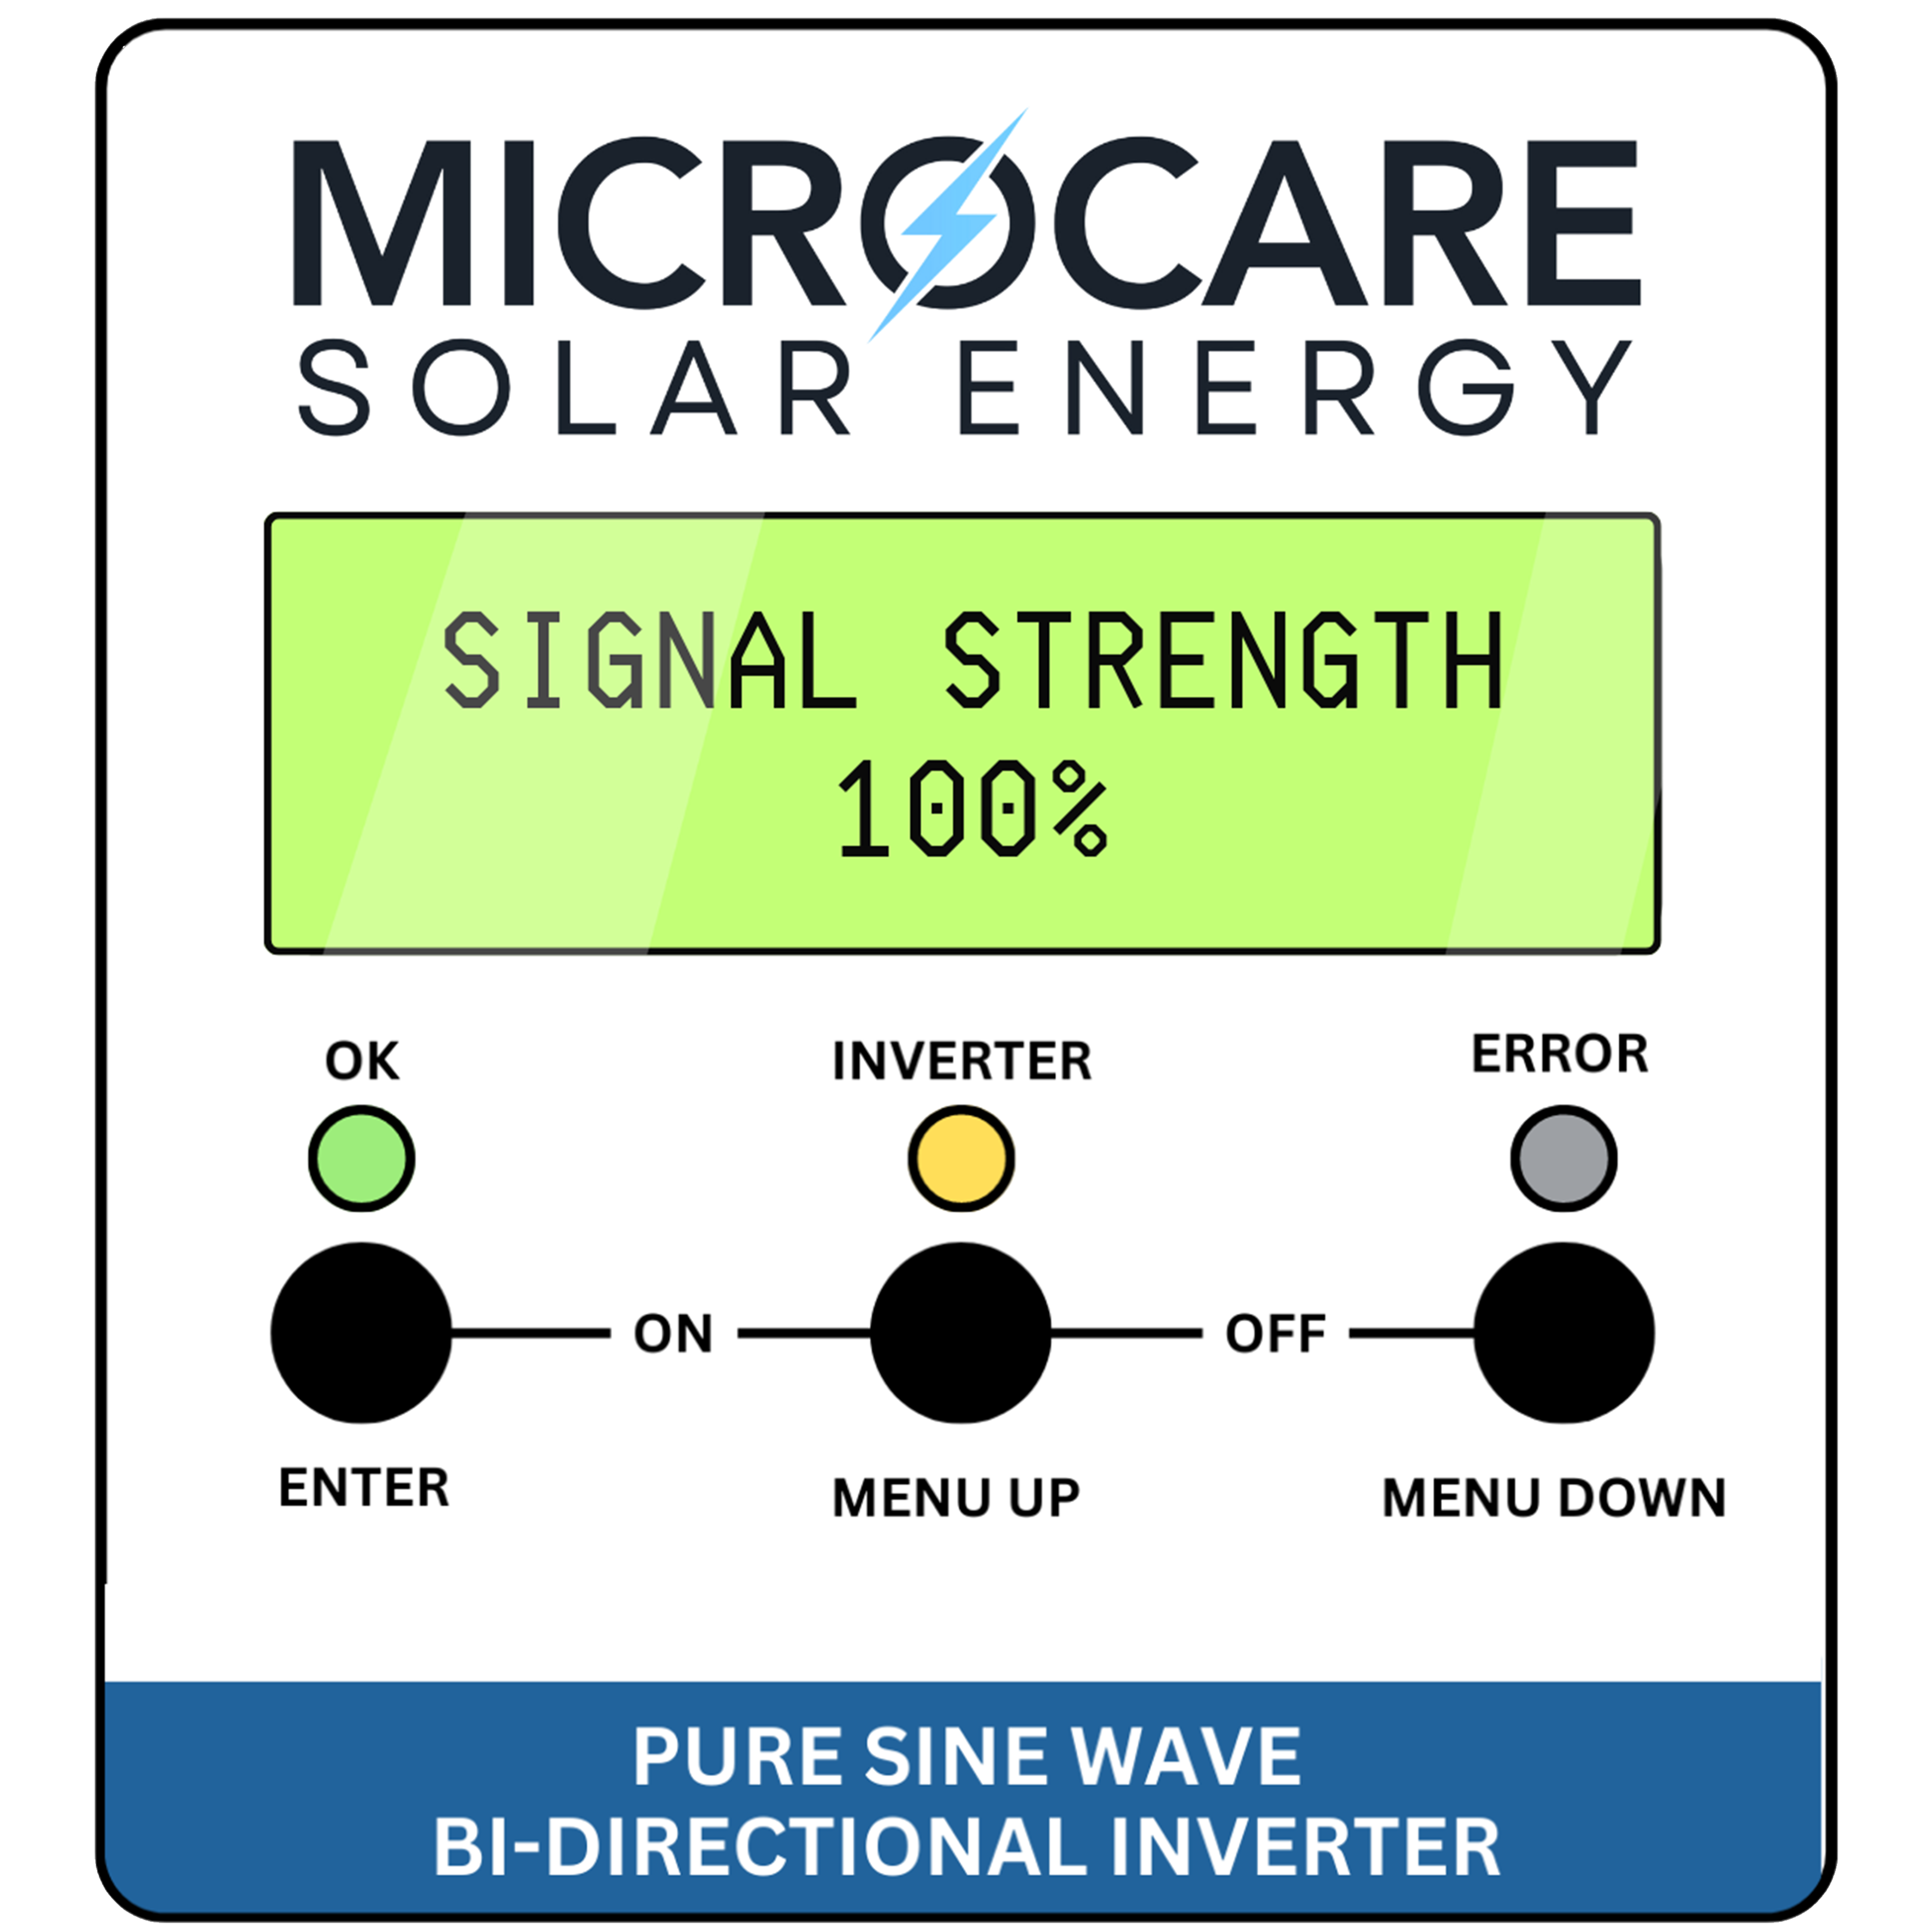 MICROCARE
SOLAR ENERGY
SIGNAL STRENGTH
100%
OK INVERTER ERROR
ON OFF
ENTER MENU UP MENU DOWN
PURE SINE WAVE
BI-DIRECTIONAL INVERTER